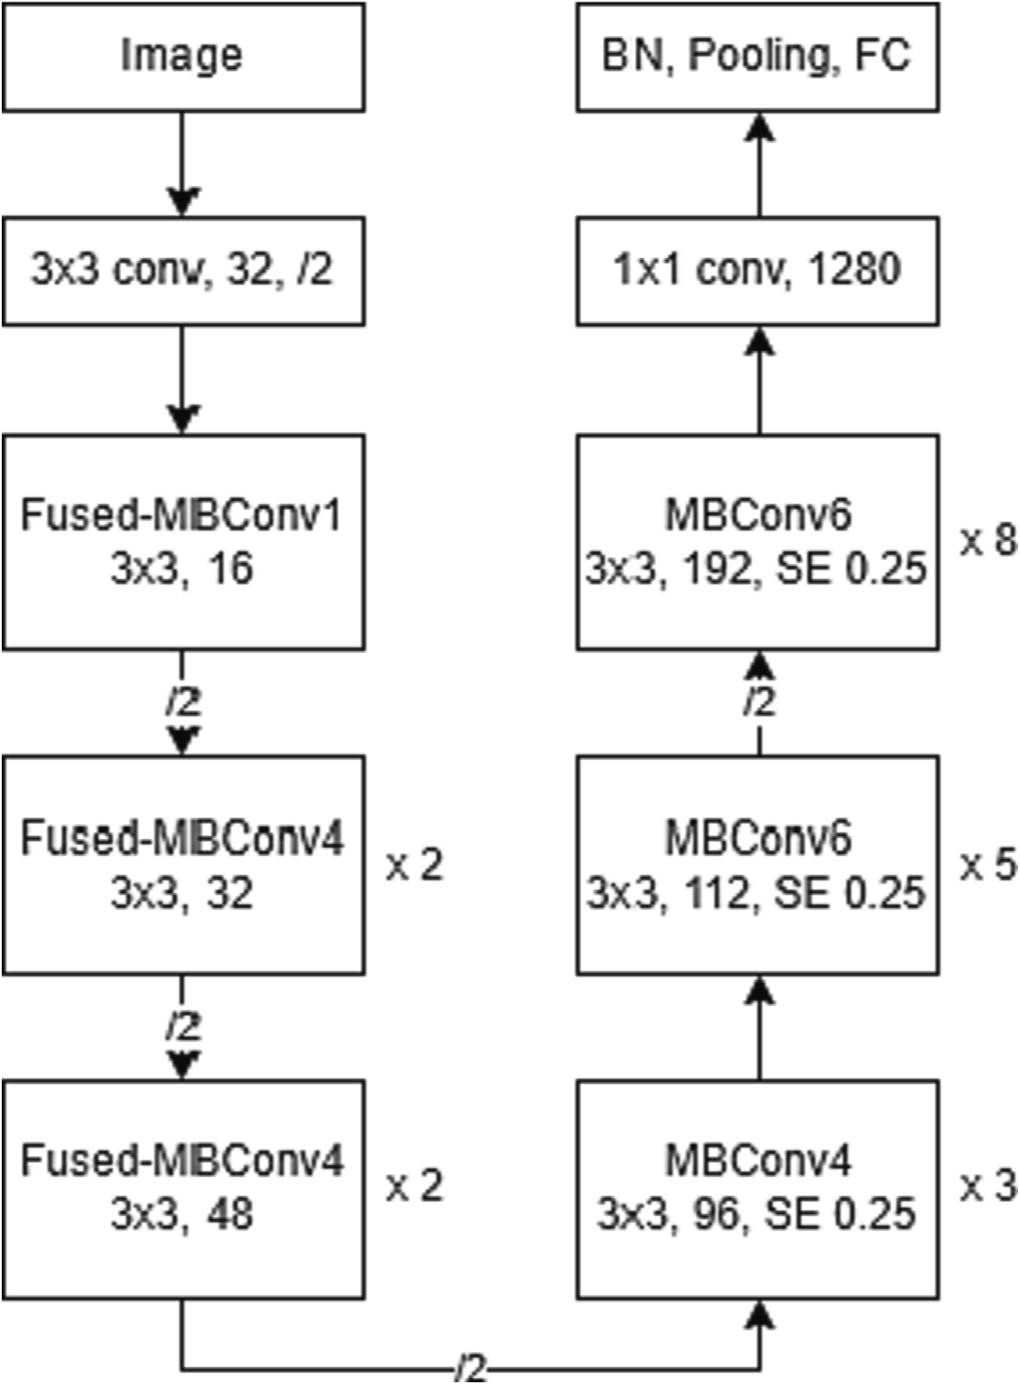 Image
3x3 conv, 32, /2
Fused-MBConv1
3x3, 16
/2
Fused-MBConv4
3x3, 32
x 2
/2
Fused-MBConv4
3x3, 48
x 2
/2
MBConv4
3x3, 96, SE 0.25
x 3
MBConv6
3x3, 112, SE 0.25
x 5
/2
MBConv6
3x3, 192, SE 0.25
x 8
1x1 conv, 1280
BN, Pooling, FC